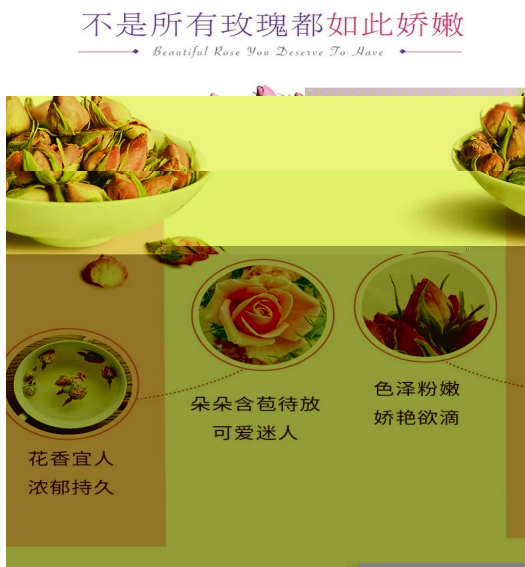 不是所有玫瑰都如此娇嫩
Beautiful Rose You Deserve To Have
色泽粉嫩
娇艳欲滴
朵朵含苞待放
可爱迷人
花香宜人
浓郁持久